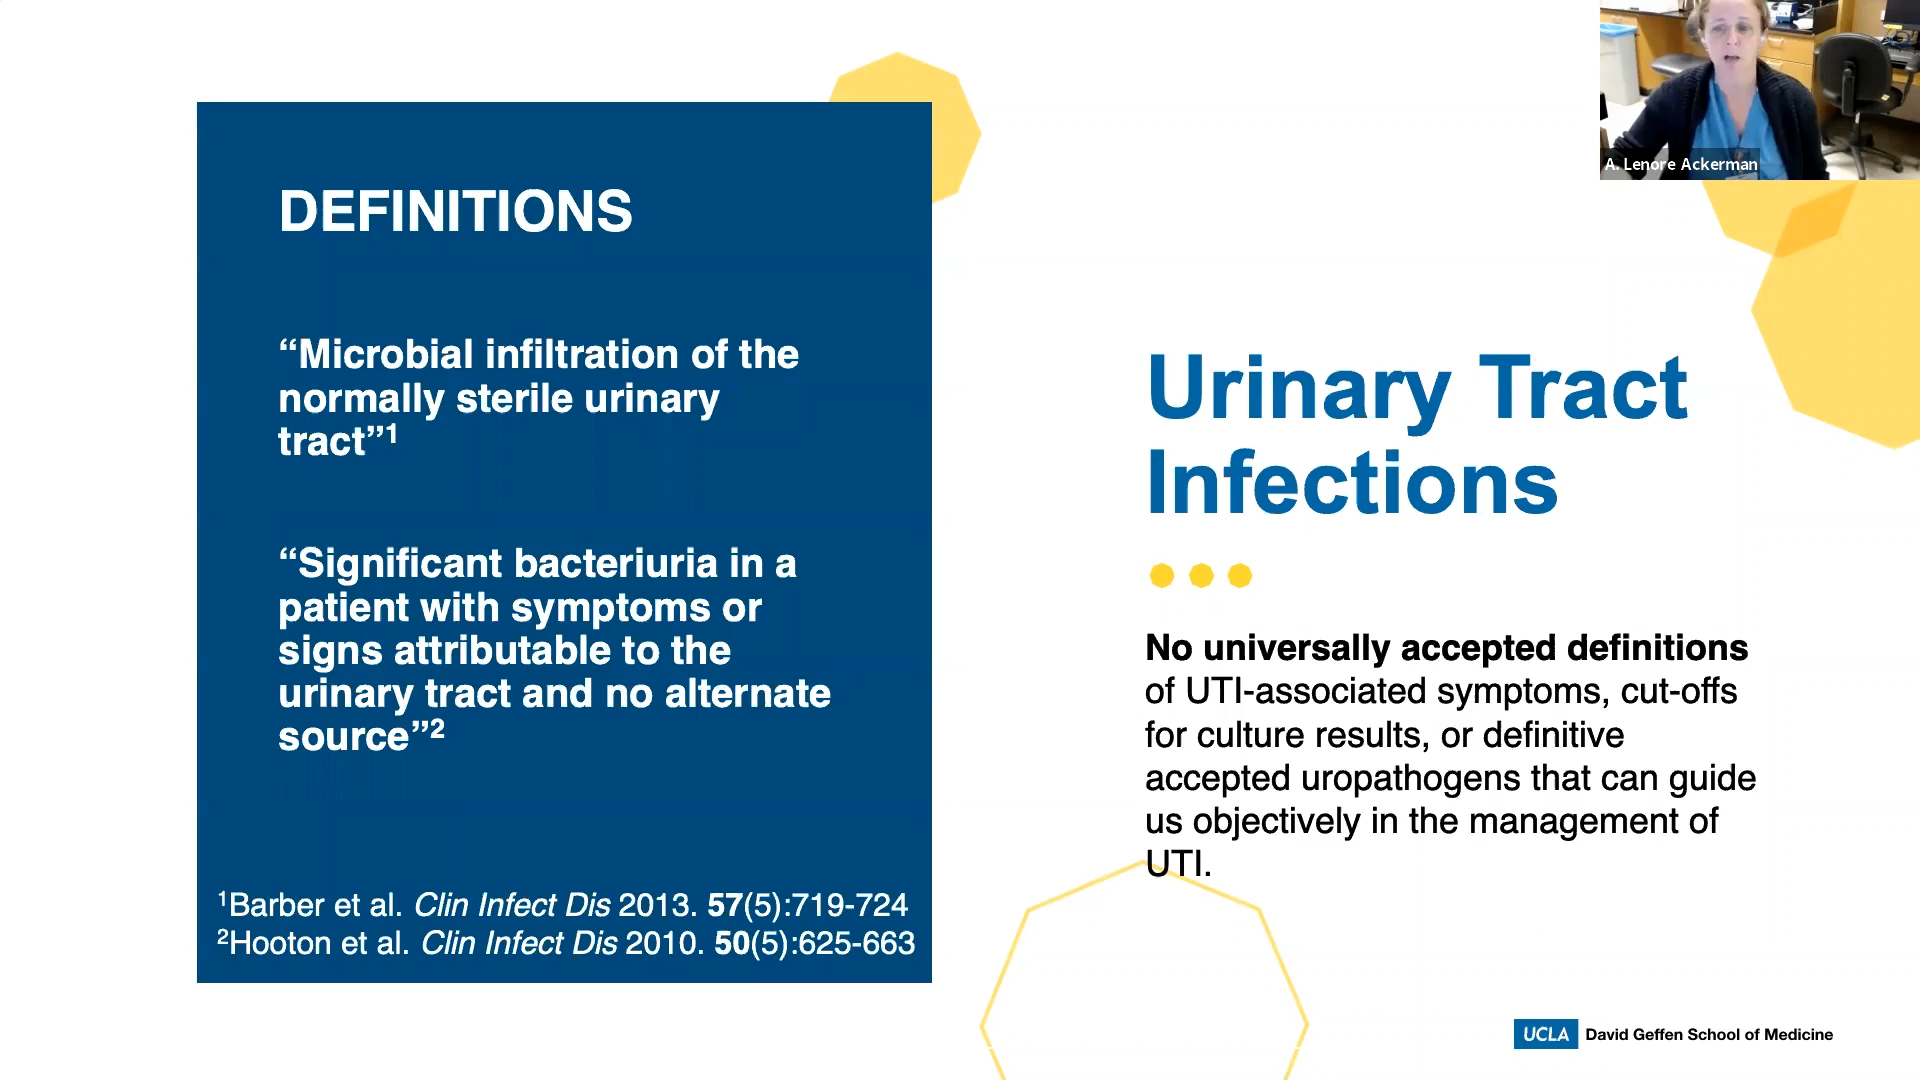 DEFINITIONS
“Microbial infiltration of the
normally sterile urinary
tract”¹
“Significant bacteriuria in a
patient with symptoms or
signs attributable to the
urinary tract and no alternate
source”²
¹Barber et al. Clin Infect Dis 2013. 57(5):719-724
²Hooton et al. Clin Infect Dis 2010. 50(5):625-663
A. Lenore Ackerman
Urinary Tract
Infections
No universally accepted definitions
of UTI-associated symptoms, cut-offs
for culture results, or definitive
accepted uropathogens that can guide
us objectively in the management of
UTI.
UCLA David Geffen School of Medicine